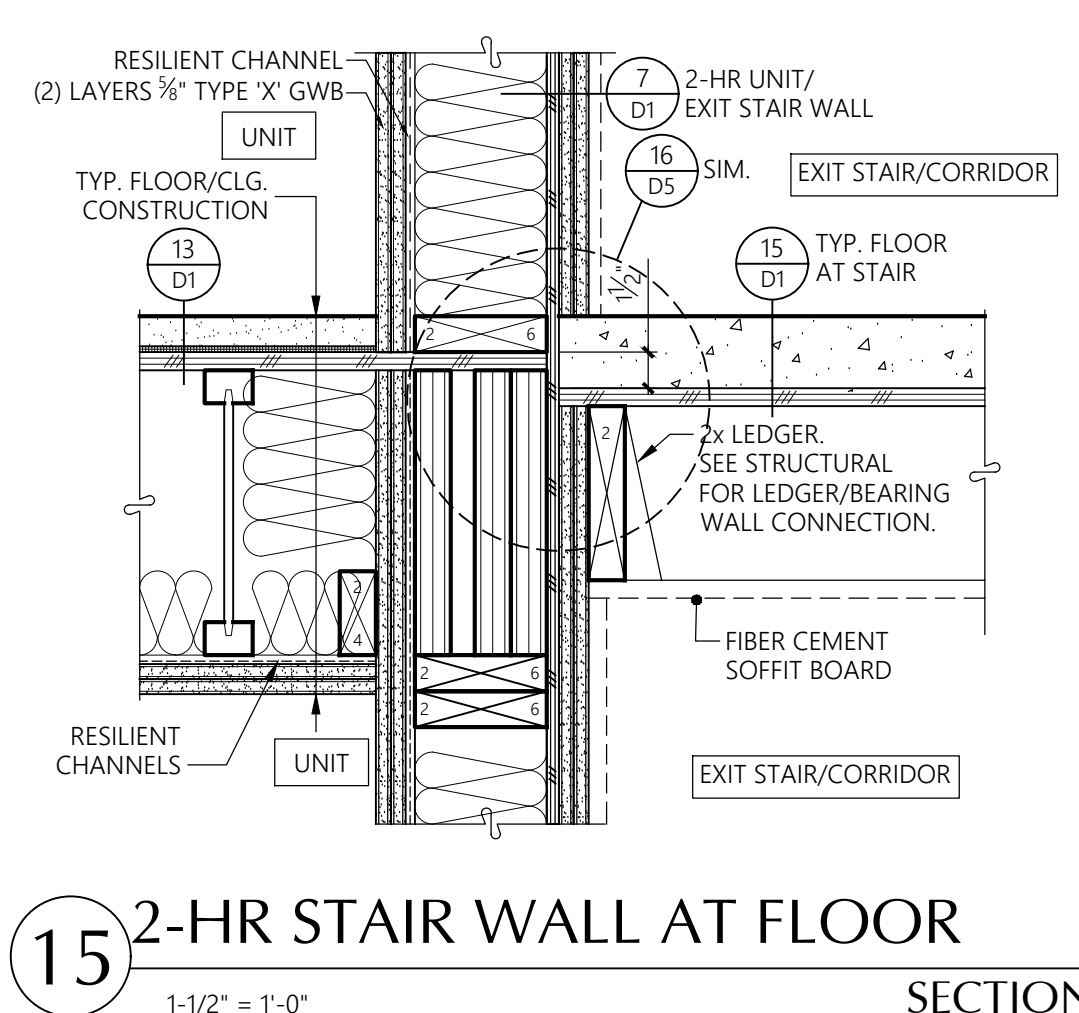 RESILIENT CHANNEL
(2) LAYERS ⅝" TYPE 'X' GWB
UNIT
TYP. FLOOR/CLG.
CONSTRUCTION
13
D1
7
D1
2-HR UNIT/
EXIT STAIR WALL
16
D5
SIM.
EXIT STAIR/CORRIDOR
15
D1
TYP. FLOOR
AT STAIR
1½"
2 6
2
2x LEDGER.
SEE STRUCTURAL
FOR LEDGER/BEARING
WALL CONNECTION.
2
4
2 6
2 6
FIBER CEMENT
SOFFIT BOARD
RESILIENT
CHANNELS
UNIT
EXIT STAIR/CORRIDOR
15
2-HR STAIR WALL AT FLOOR
1-1/2" = 1'-0"
SECTION